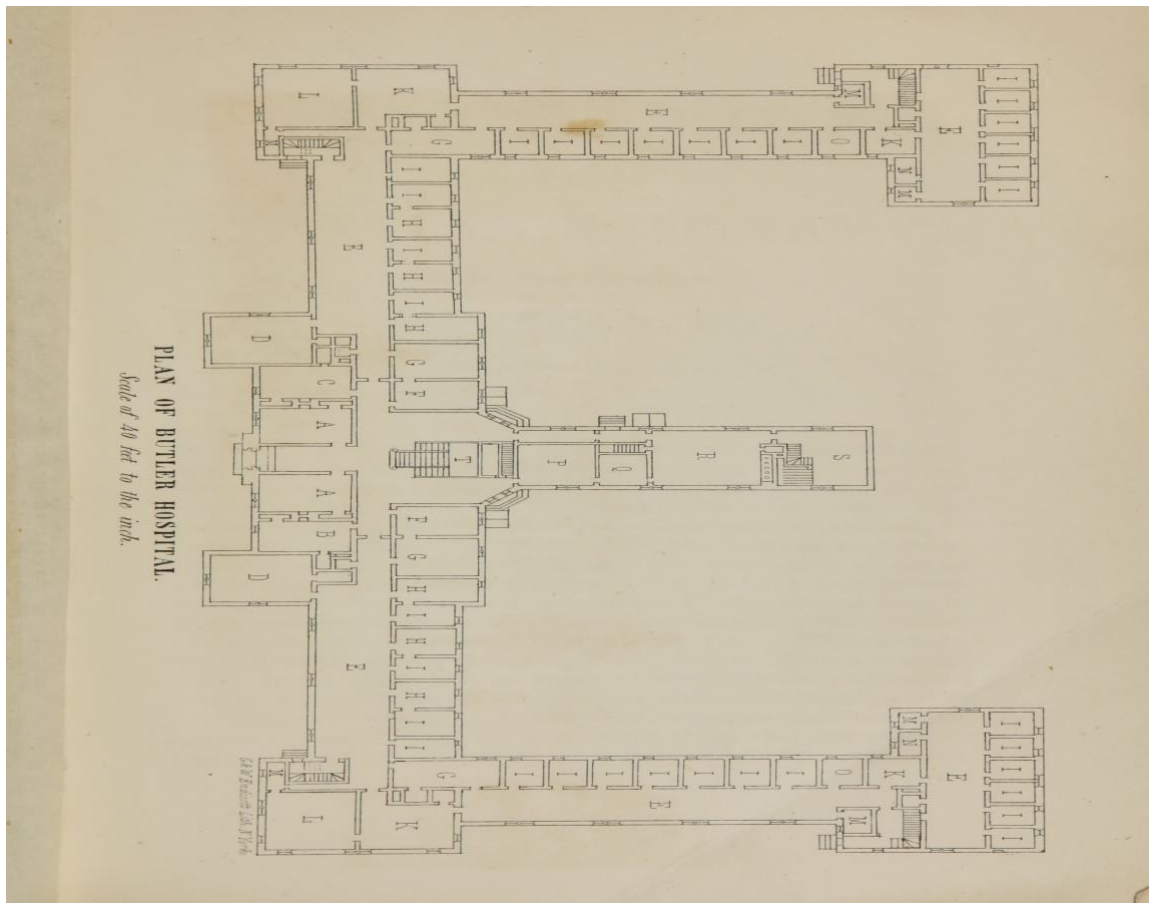 I I I I I I I I I I I I
E E
N M M N
K K
M O S O M
I I
I I
I R I
I I
E I I E
I Q I
I P I
T
K G I I H I H I H G F F G H I H I H I I G K
E E
L L
C A A B
M
D D
PLAN OF BUTLER HOSPITAL.
Scale of 40 feet to the inch.